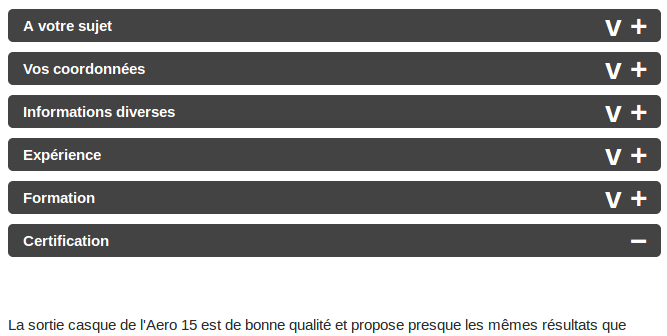 A votre sujet v +
Vos coordonnées v +
Informations diverses v +
Expérience v +
Formation v +
Certification −
La sortie casque de l'Aero 15 est de bonne qualité et propose presque les mêmes résultats que